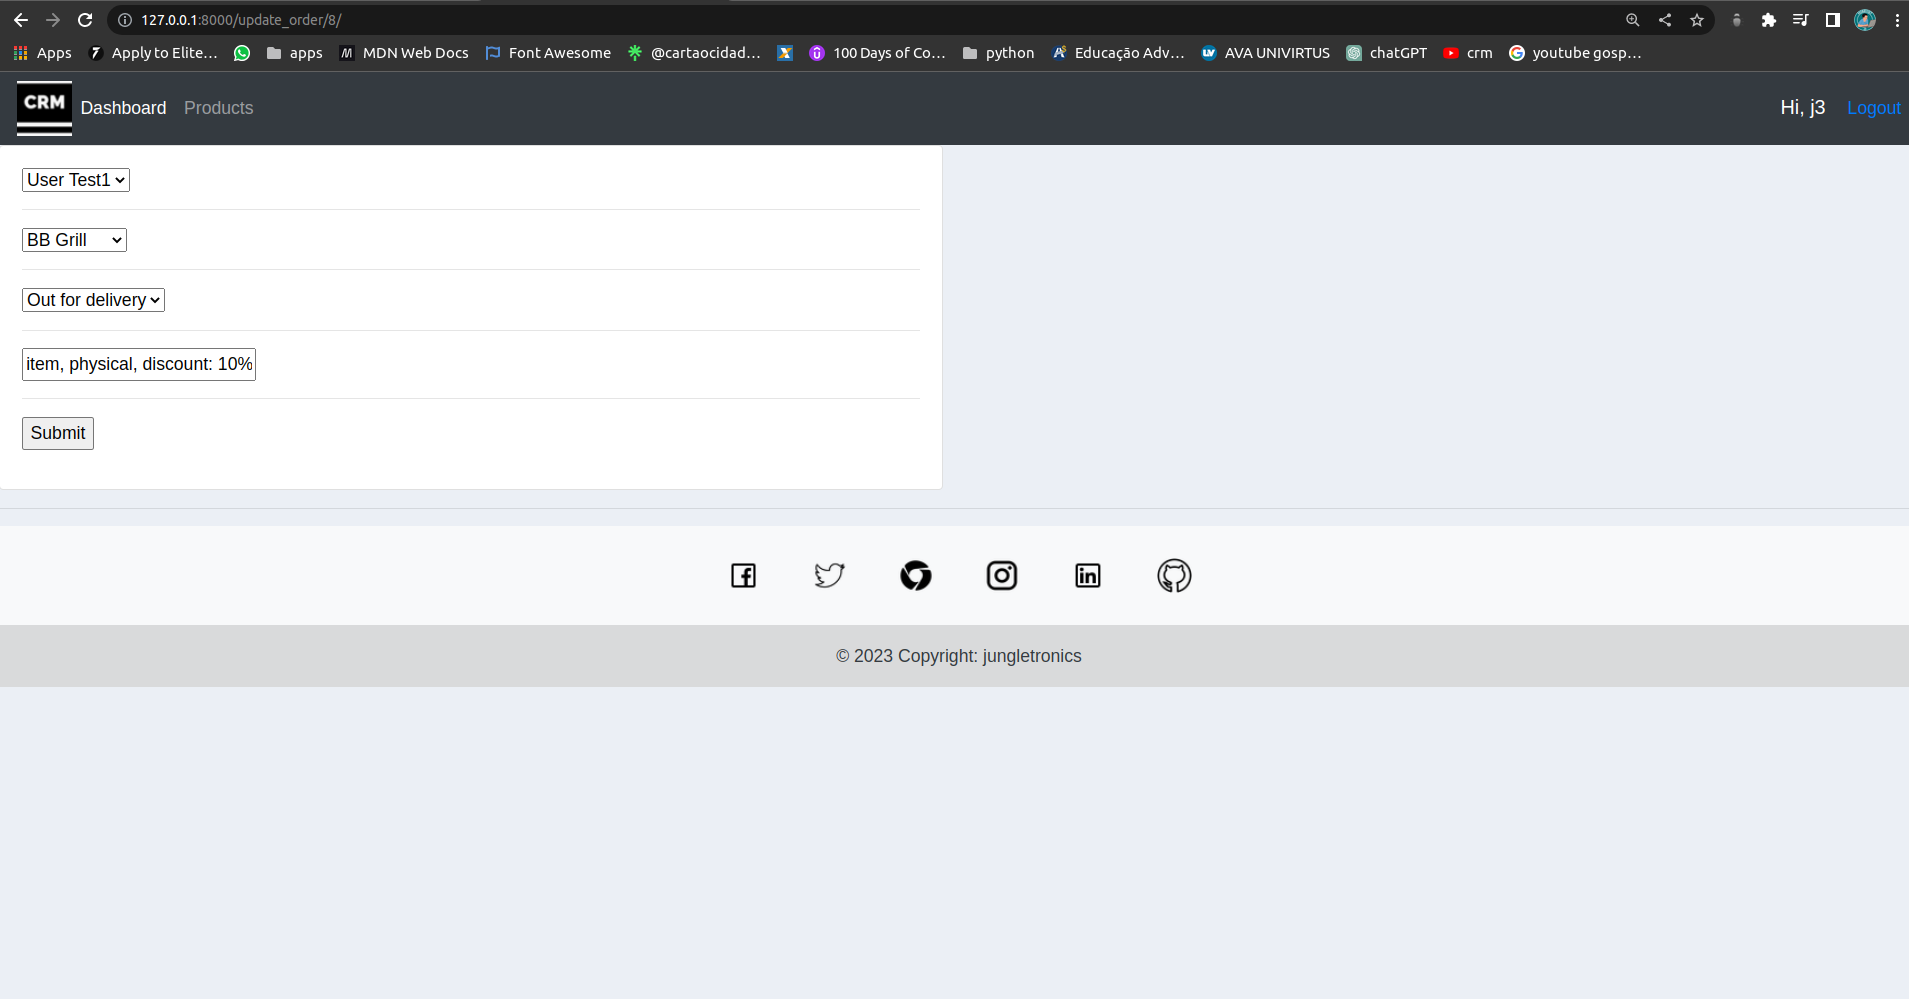 127.0.0.1:8000/update_order/8/
Apps Apply to Elite… apps MDN Web Docs Font Awesome @cartaocidad… 100 Days of Co… python Educação Adv… AVA UNIVIRTUS chatGPT crm youtube gosp…
CRM Dashboard Products Hi, j3 Logout
User Test1
BB Grill
Out for delivery
item, physical, discount: 10%
Submit
© 2023 Copyright: jungletronics